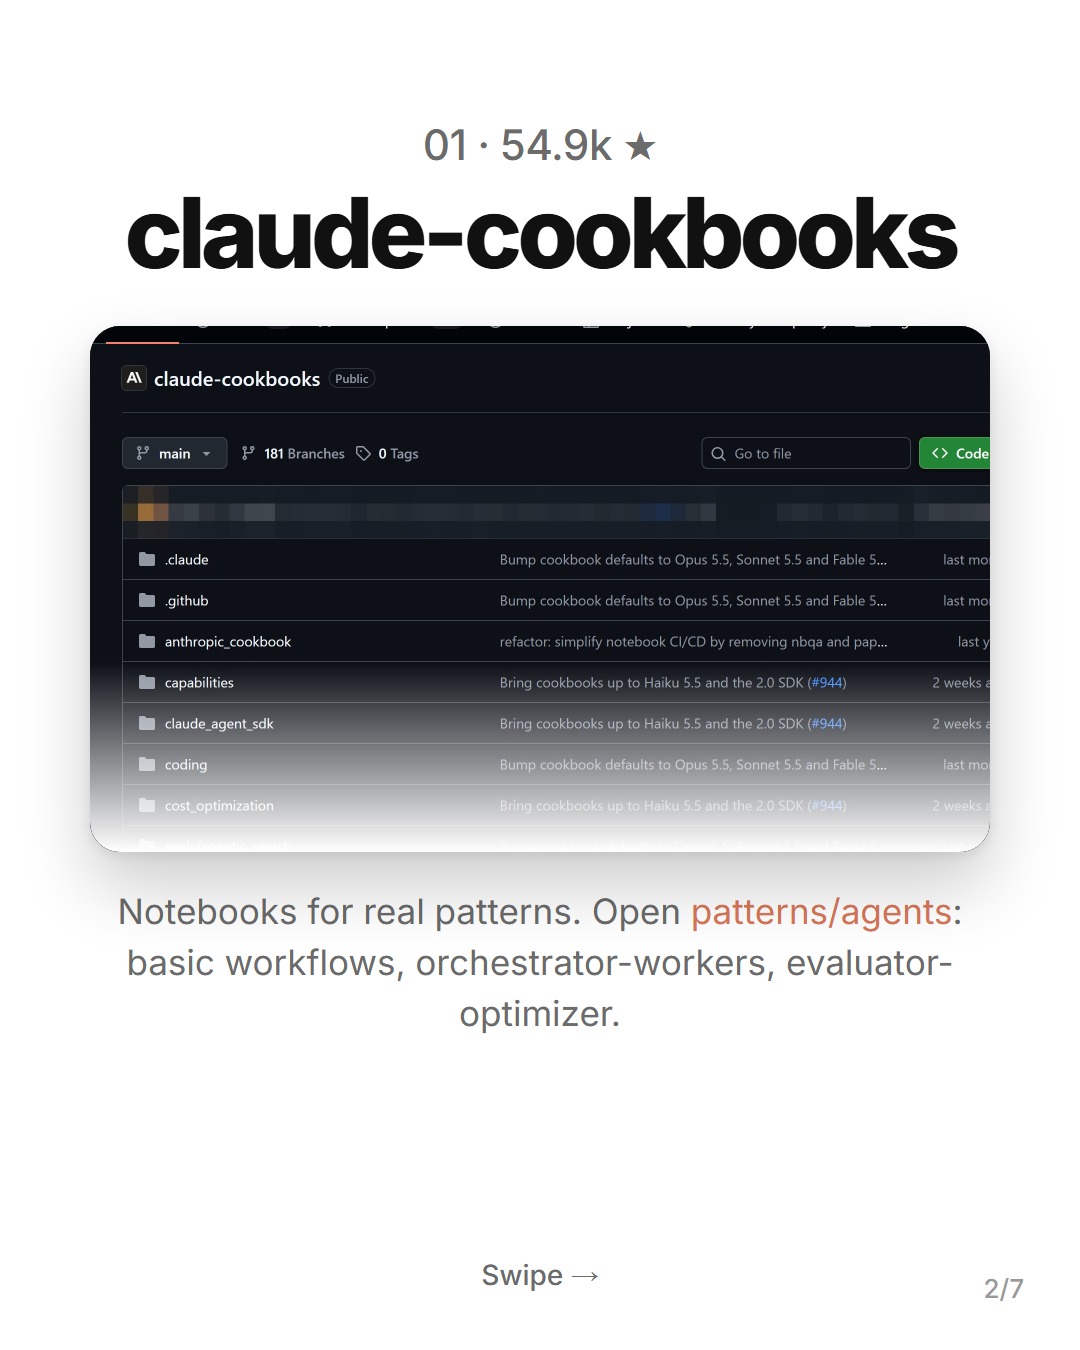 01 · 54.9k ★
claude-cookbooks
claude-cookbooks Public
main 181 Branches 0 Tags Go to file Code
.claude Bump cookbook defaults to Opus 5.5, Sonnet 5.5 and Fable 5... last mo
.github Bump cookbook defaults to Opus 5.5, Sonnet 5.5 and Fable 5... last mo
anthropic_cookbook refactor: simplify notebook CI/CD by removing nbqa and pap... last y
capabilities Bring cookbooks up to Haiku 5.5 and the 2.0 SDK (#944) 2 weeks a
claude_agent_sdk Bring cookbooks up to Haiku 5.5 and the 2.0 SDK (#944) 2 weeks a
coding Bump cookbook defaults to Opus 5.5, Sonnet 5.5 and Fable 5... last mo
cost_optimization Bring cookbooks up to Haiku 5.5 and the 2.0 SDK (#944) 2 weeks a
Notebooks for real patterns. Open patterns/agents:
basic workflows, orchestrator-workers, evaluator-
optimizer.
Swipe →
2/7